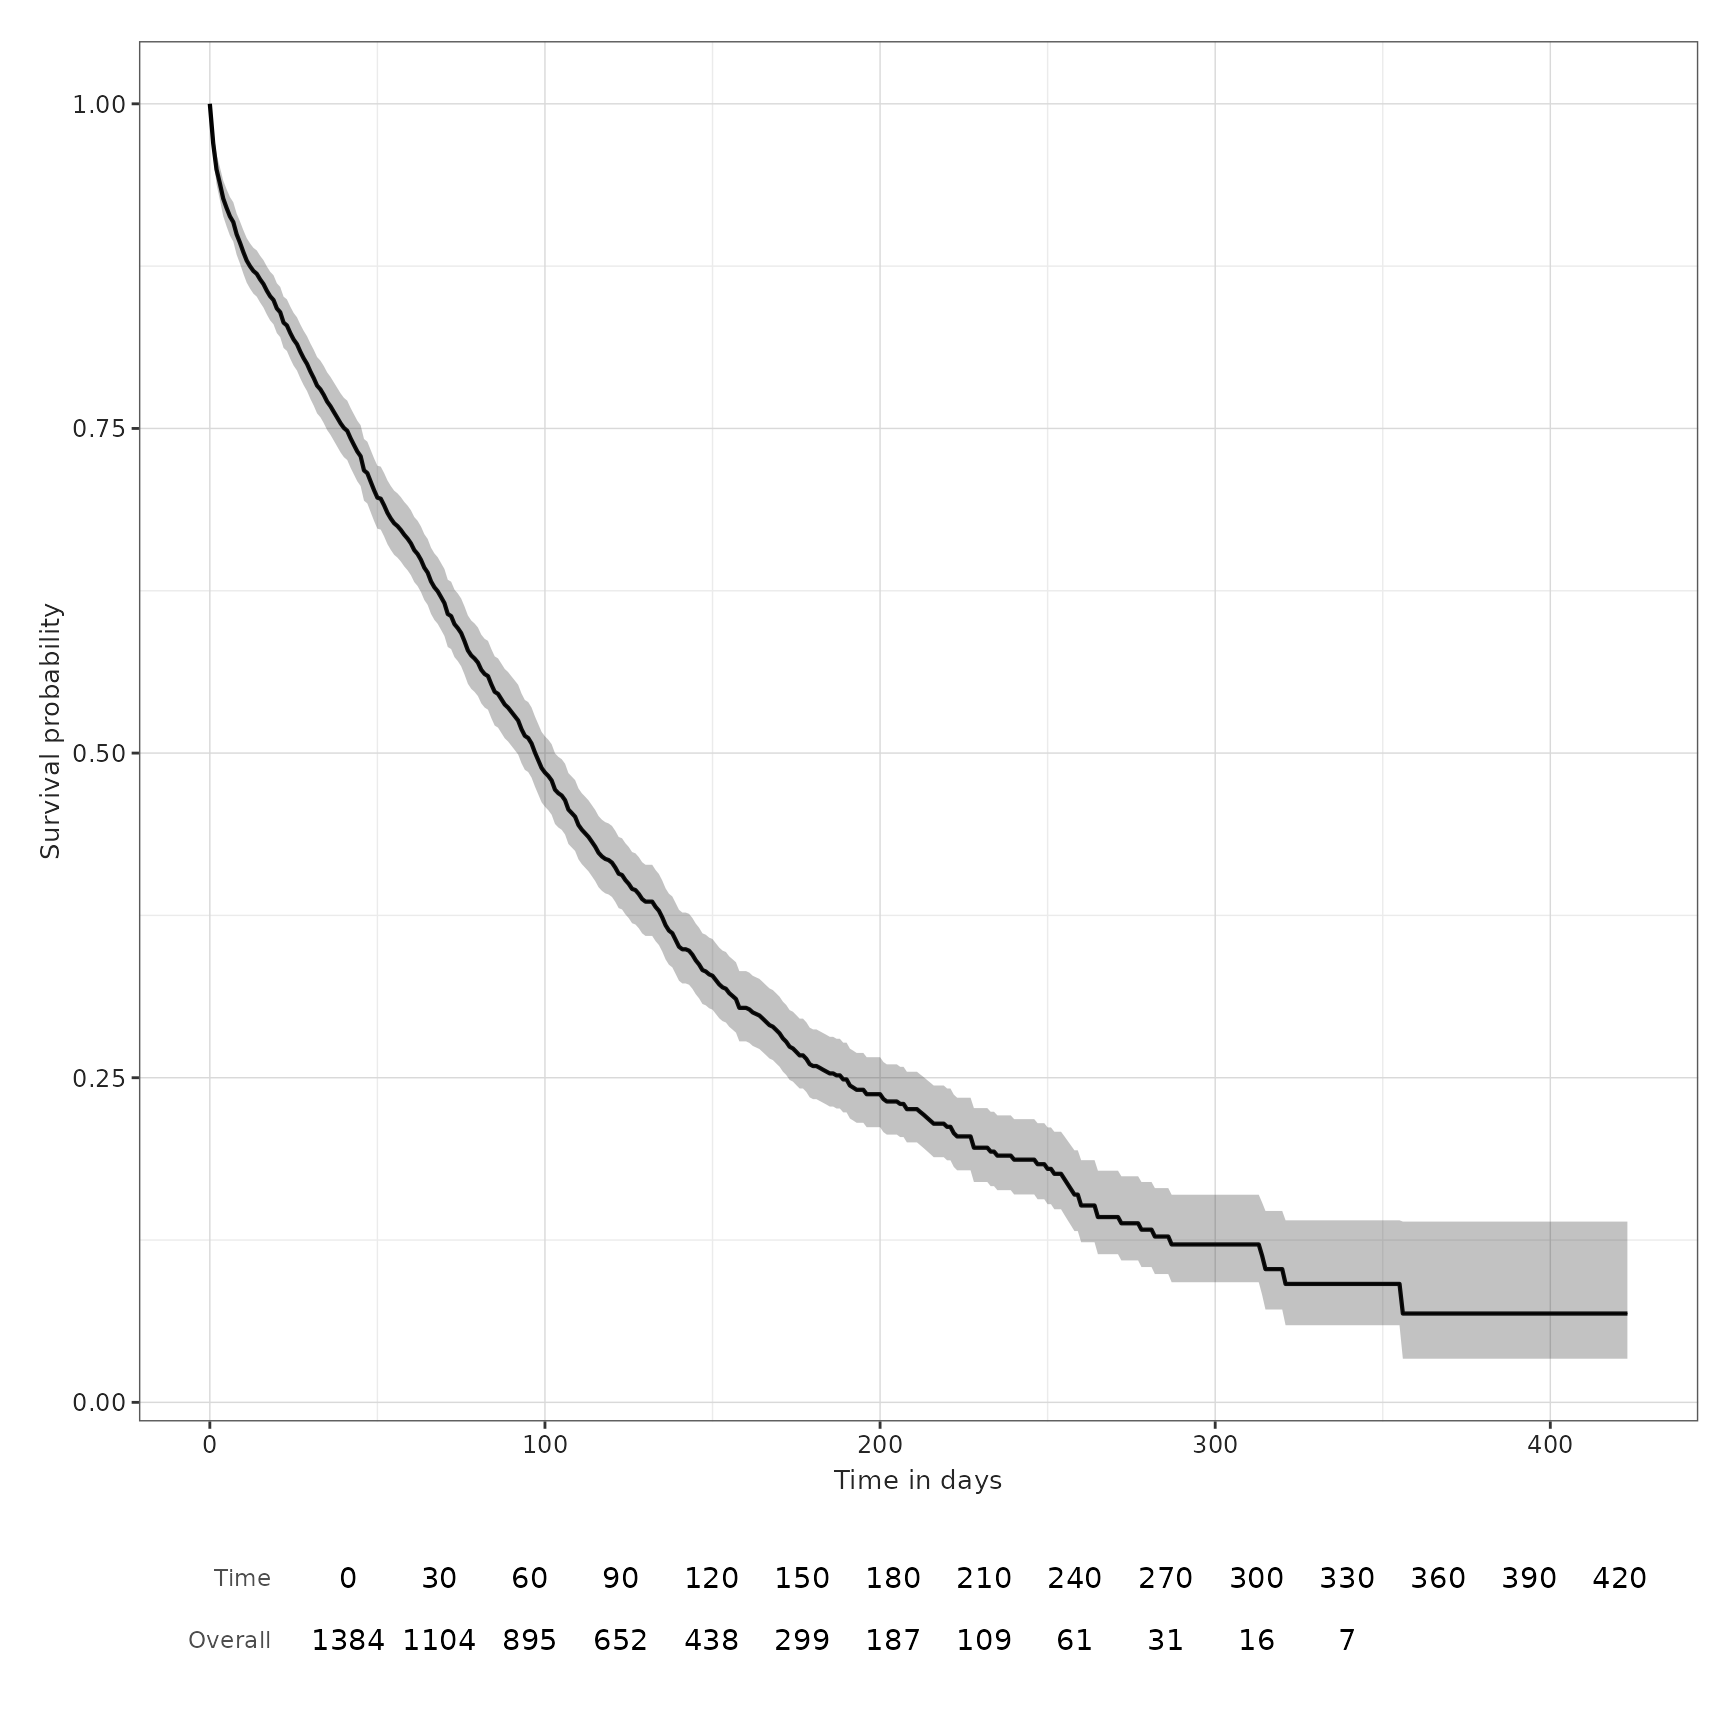 1.00
0.75
0.50
0.25
0.00
Survival probability
0 100 200 300 400
Time in days
Time 0 30 60 90 120 150 180 210 240 270 300 330 360 390 420
Overall 1384 1104 895 652 438 299 187 109 61 31 16 7